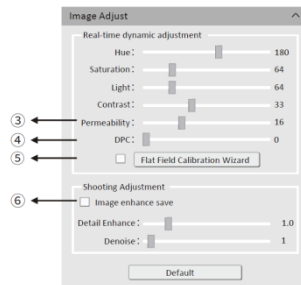 Image Adjust
Real-time dynamic adjustment
Hue: 180
Saturation: 64
Light: 64
Contrast: 33
③ Permeability: 16
④ DPC: 0
⑤ Flat Field Calibration Wizard
Shooting Adjustment
⑥ Image enhance save
Detail Enhance: 1.0
Denoise: 1
Default